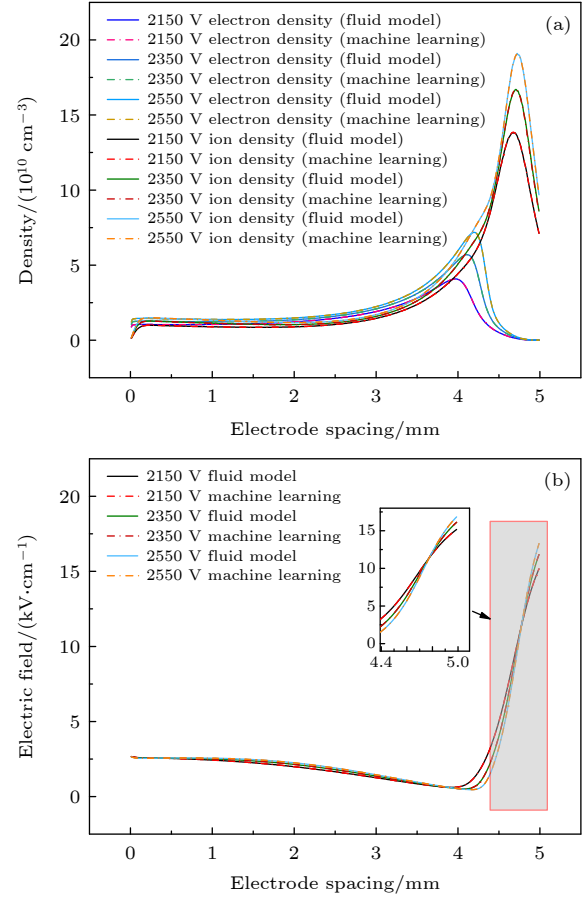 (a)
2150 V electron density (fluid model)
2150 V electron density (machine learning)
2350 V electron density (fluid model)
2350 V electron density (machine learning)
2550 V electron density (fluid model)
2550 V electron density (machine learning)
2150 V ion density (fluid model)
2150 V ion density (machine learning)
2350 V ion density (fluid model)
2350 V ion density (machine learning)
2550 V ion density (fluid model)
2550 V ion density (machine learning)
Density/(10¹⁰ cm⁻³)
20
15
10
5
0
0 1 2 3 4 5
Electrode spacing/mm
(b)
2150 V fluid model
2150 V machine learning
2350 V fluid model
2350 V machine learning
2550 V fluid model
2550 V machine learning
15
10
5
0
4.4 5.0
Electric field/(kV·cm⁻¹)
20
15
10
5
0
0 1 2 3 4 5
Electrode spacing/mm